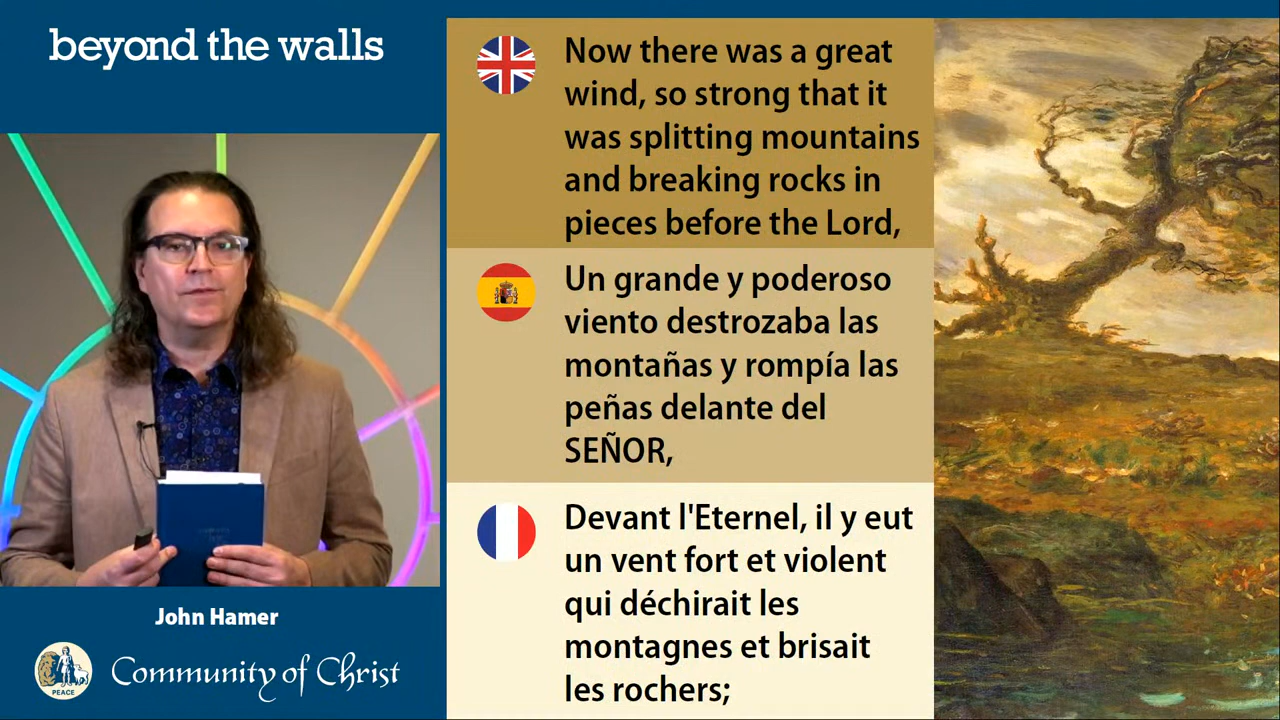 beyond the walls
Now there was a great
wind, so strong that it
was splitting mountains
and breaking rocks in
pieces before the Lord,
Un grande y poderoso
viento destrozaba las
montañas y rompía las
peñas delante del
SEÑOR,
Devant l'Eternel, il y eut
un vent fort et violent
qui déchirait les
montagnes et brisait
les rochers;
John Hamer
PEACE
Community of Christ